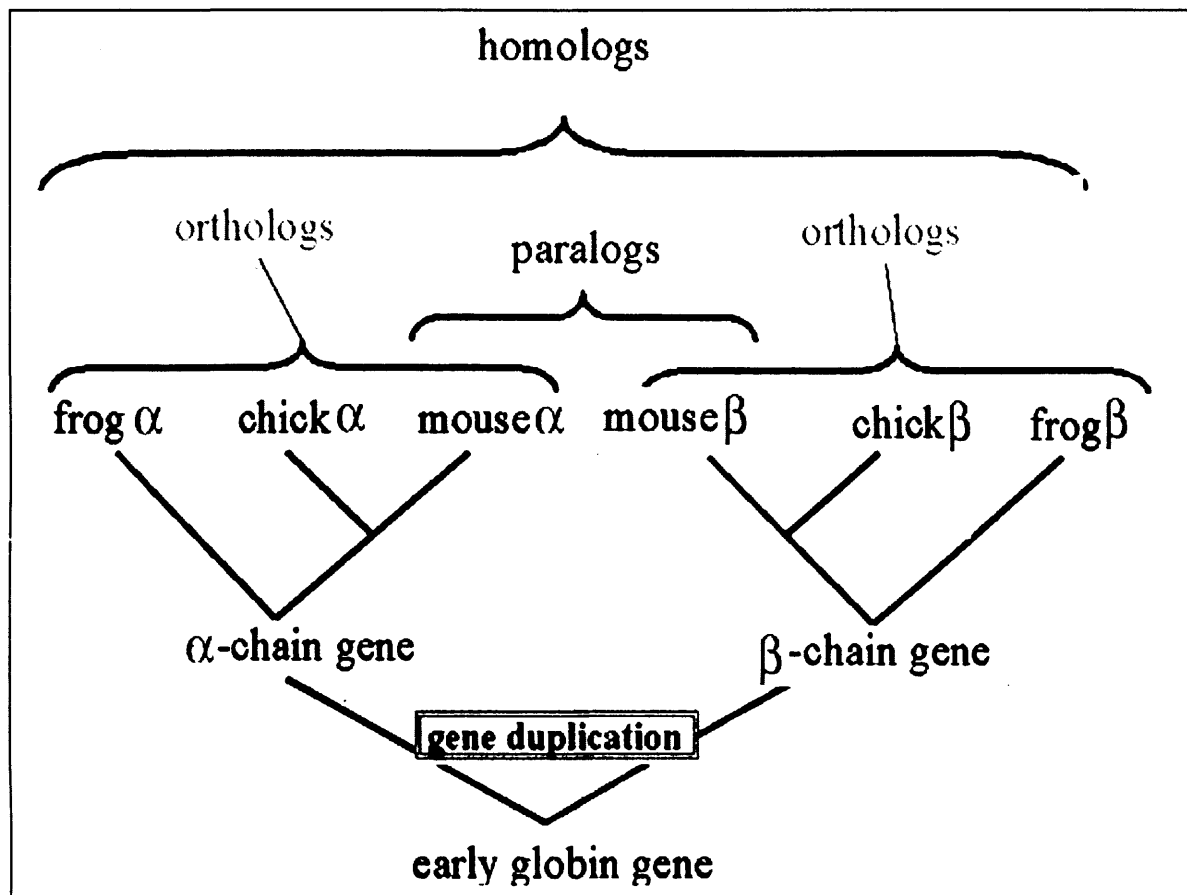 homologs
orthologs
paralogs
orthologs
frog α
chick α
mouse α
mouse β
chick β
frog β
α-chain gene
β-chain gene
gene duplication
early globin gene